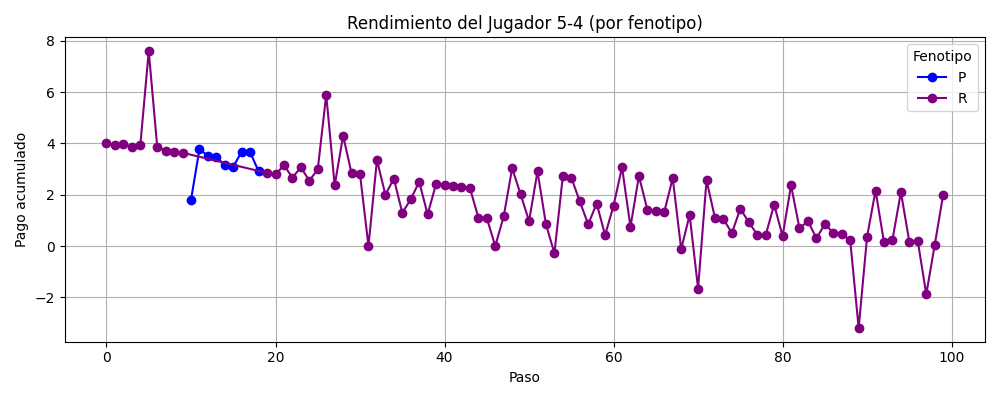 Rendimiento del Jugador 5-4 (por fenotipo)
Fenotipo
P
R
Pago acumulado
8
6
4
2
0
−2
0
20
40
60
80
100
Paso